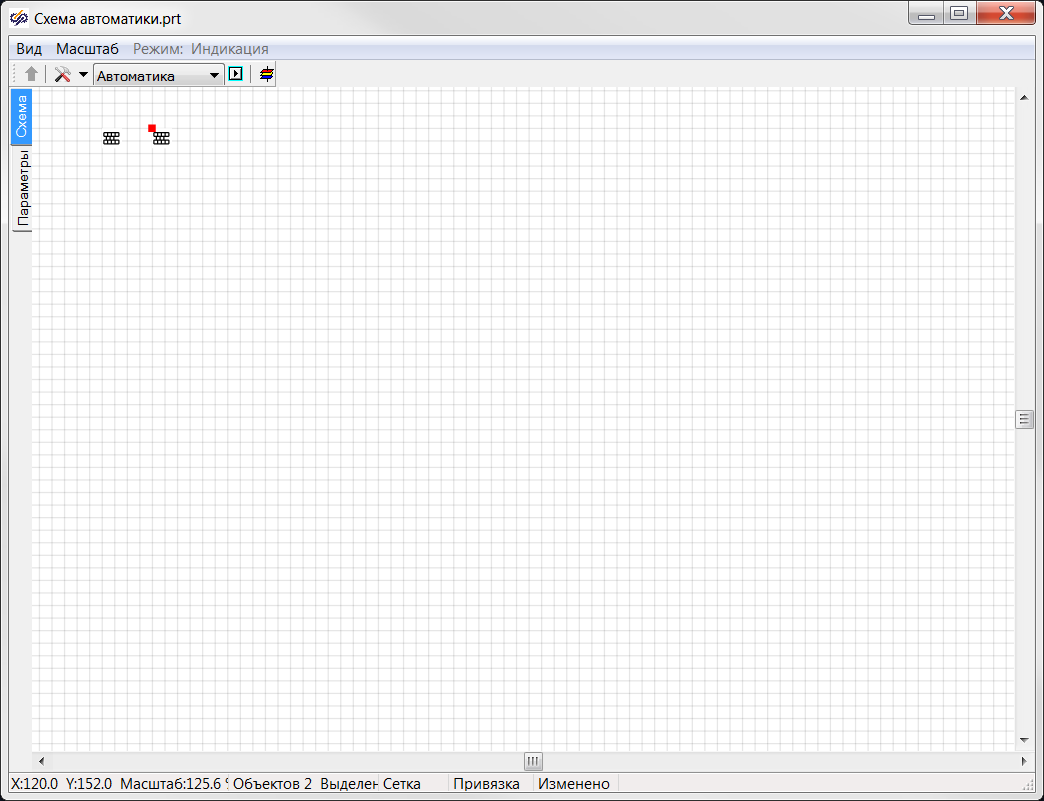 Схема автоматики.prt
Вид Масштаб Режим: Индикация
Автоматика
Схема
Параметры
X:120.0 Y:152.0 Масштаб:125.6 Объектов 2 Выделен Сетка Привязка Изменено